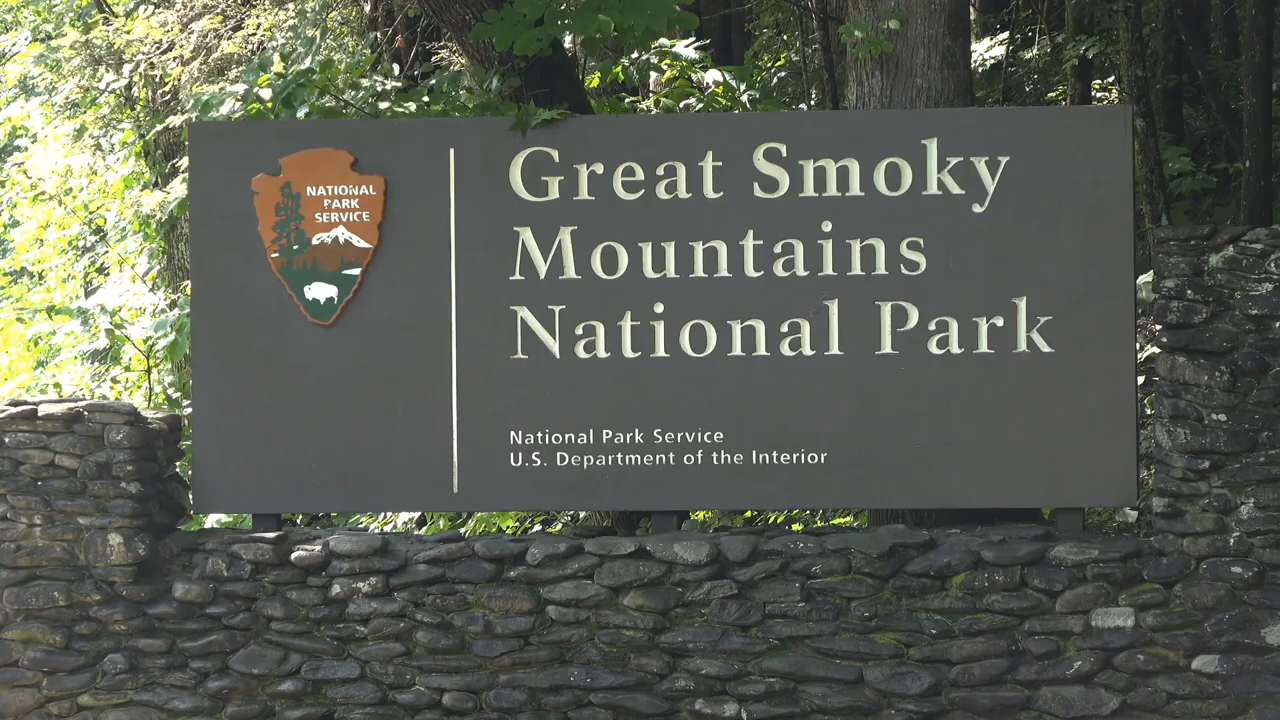 NATIONAL
PARK
SERVICE
Great Smoky
Mountains
National Park
National Park Service
U.S. Department of the Interior